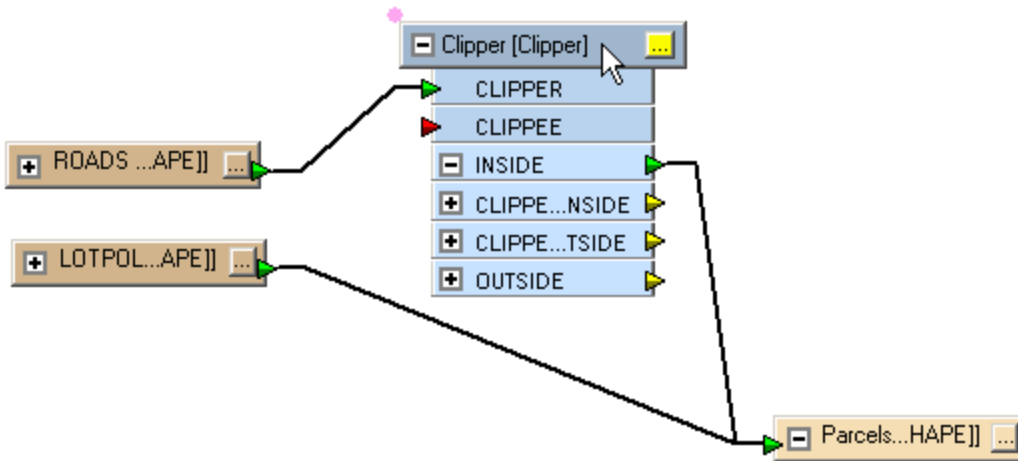 Clipper [Clipper] ...
CLIPPER
CLIPPEE
ROADS ...APE]] ...
INSIDE
CLIPPE...NSIDE
LOTPOL...APE]] ...
CLIPPE...TSIDE
OUTSIDE
Parcels...HAPE]] ...